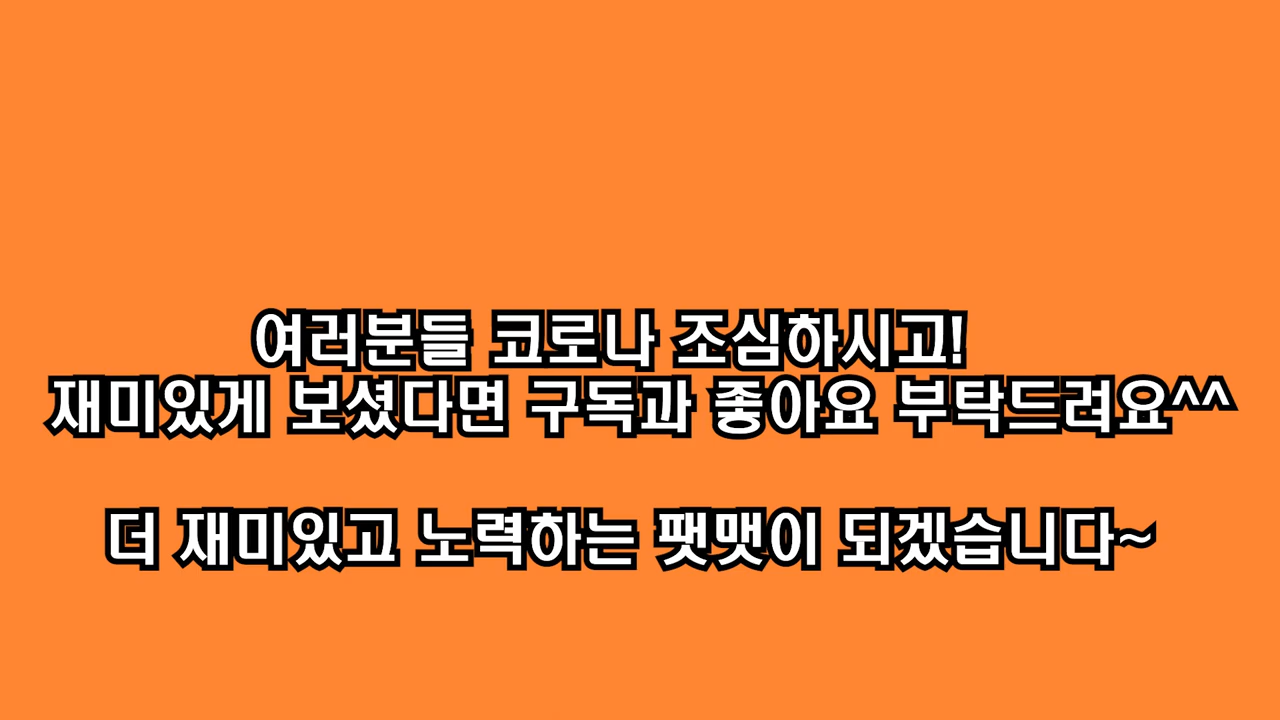 여러분들 코로나 조심하시고!
재미있게 보셨다면 구독과 좋아요 부탁드려요^^
더 재미있고 노력하는 팻맷이 되겠습니다~